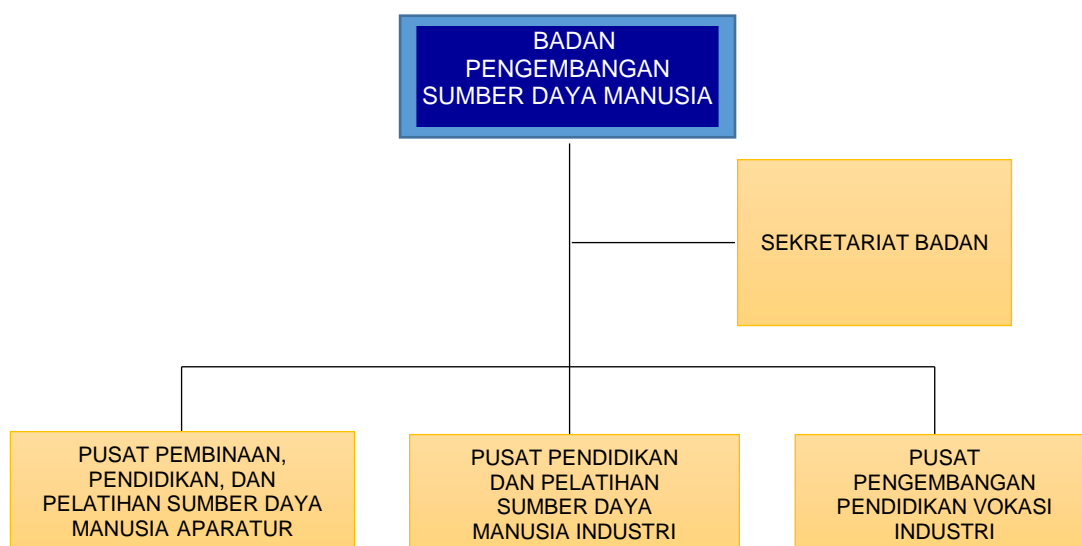 BADAN
PENGEMBANGAN
SUMBER DAYA MANUSIA
SEKRETARIAT BADAN
PUSAT PEMBINAAN,
PENDIDIKAN, DAN
PELATIHAN SUMBER DAYA
MANUSIA APARATUR
PUSAT PENDIDIKAN
DAN PELATIHAN
SUMBER DAYA
MANUSIA INDUSTRI
PUSAT
PENGEMBANGAN
PENDIDIKAN VOKASI
INDUSTRI